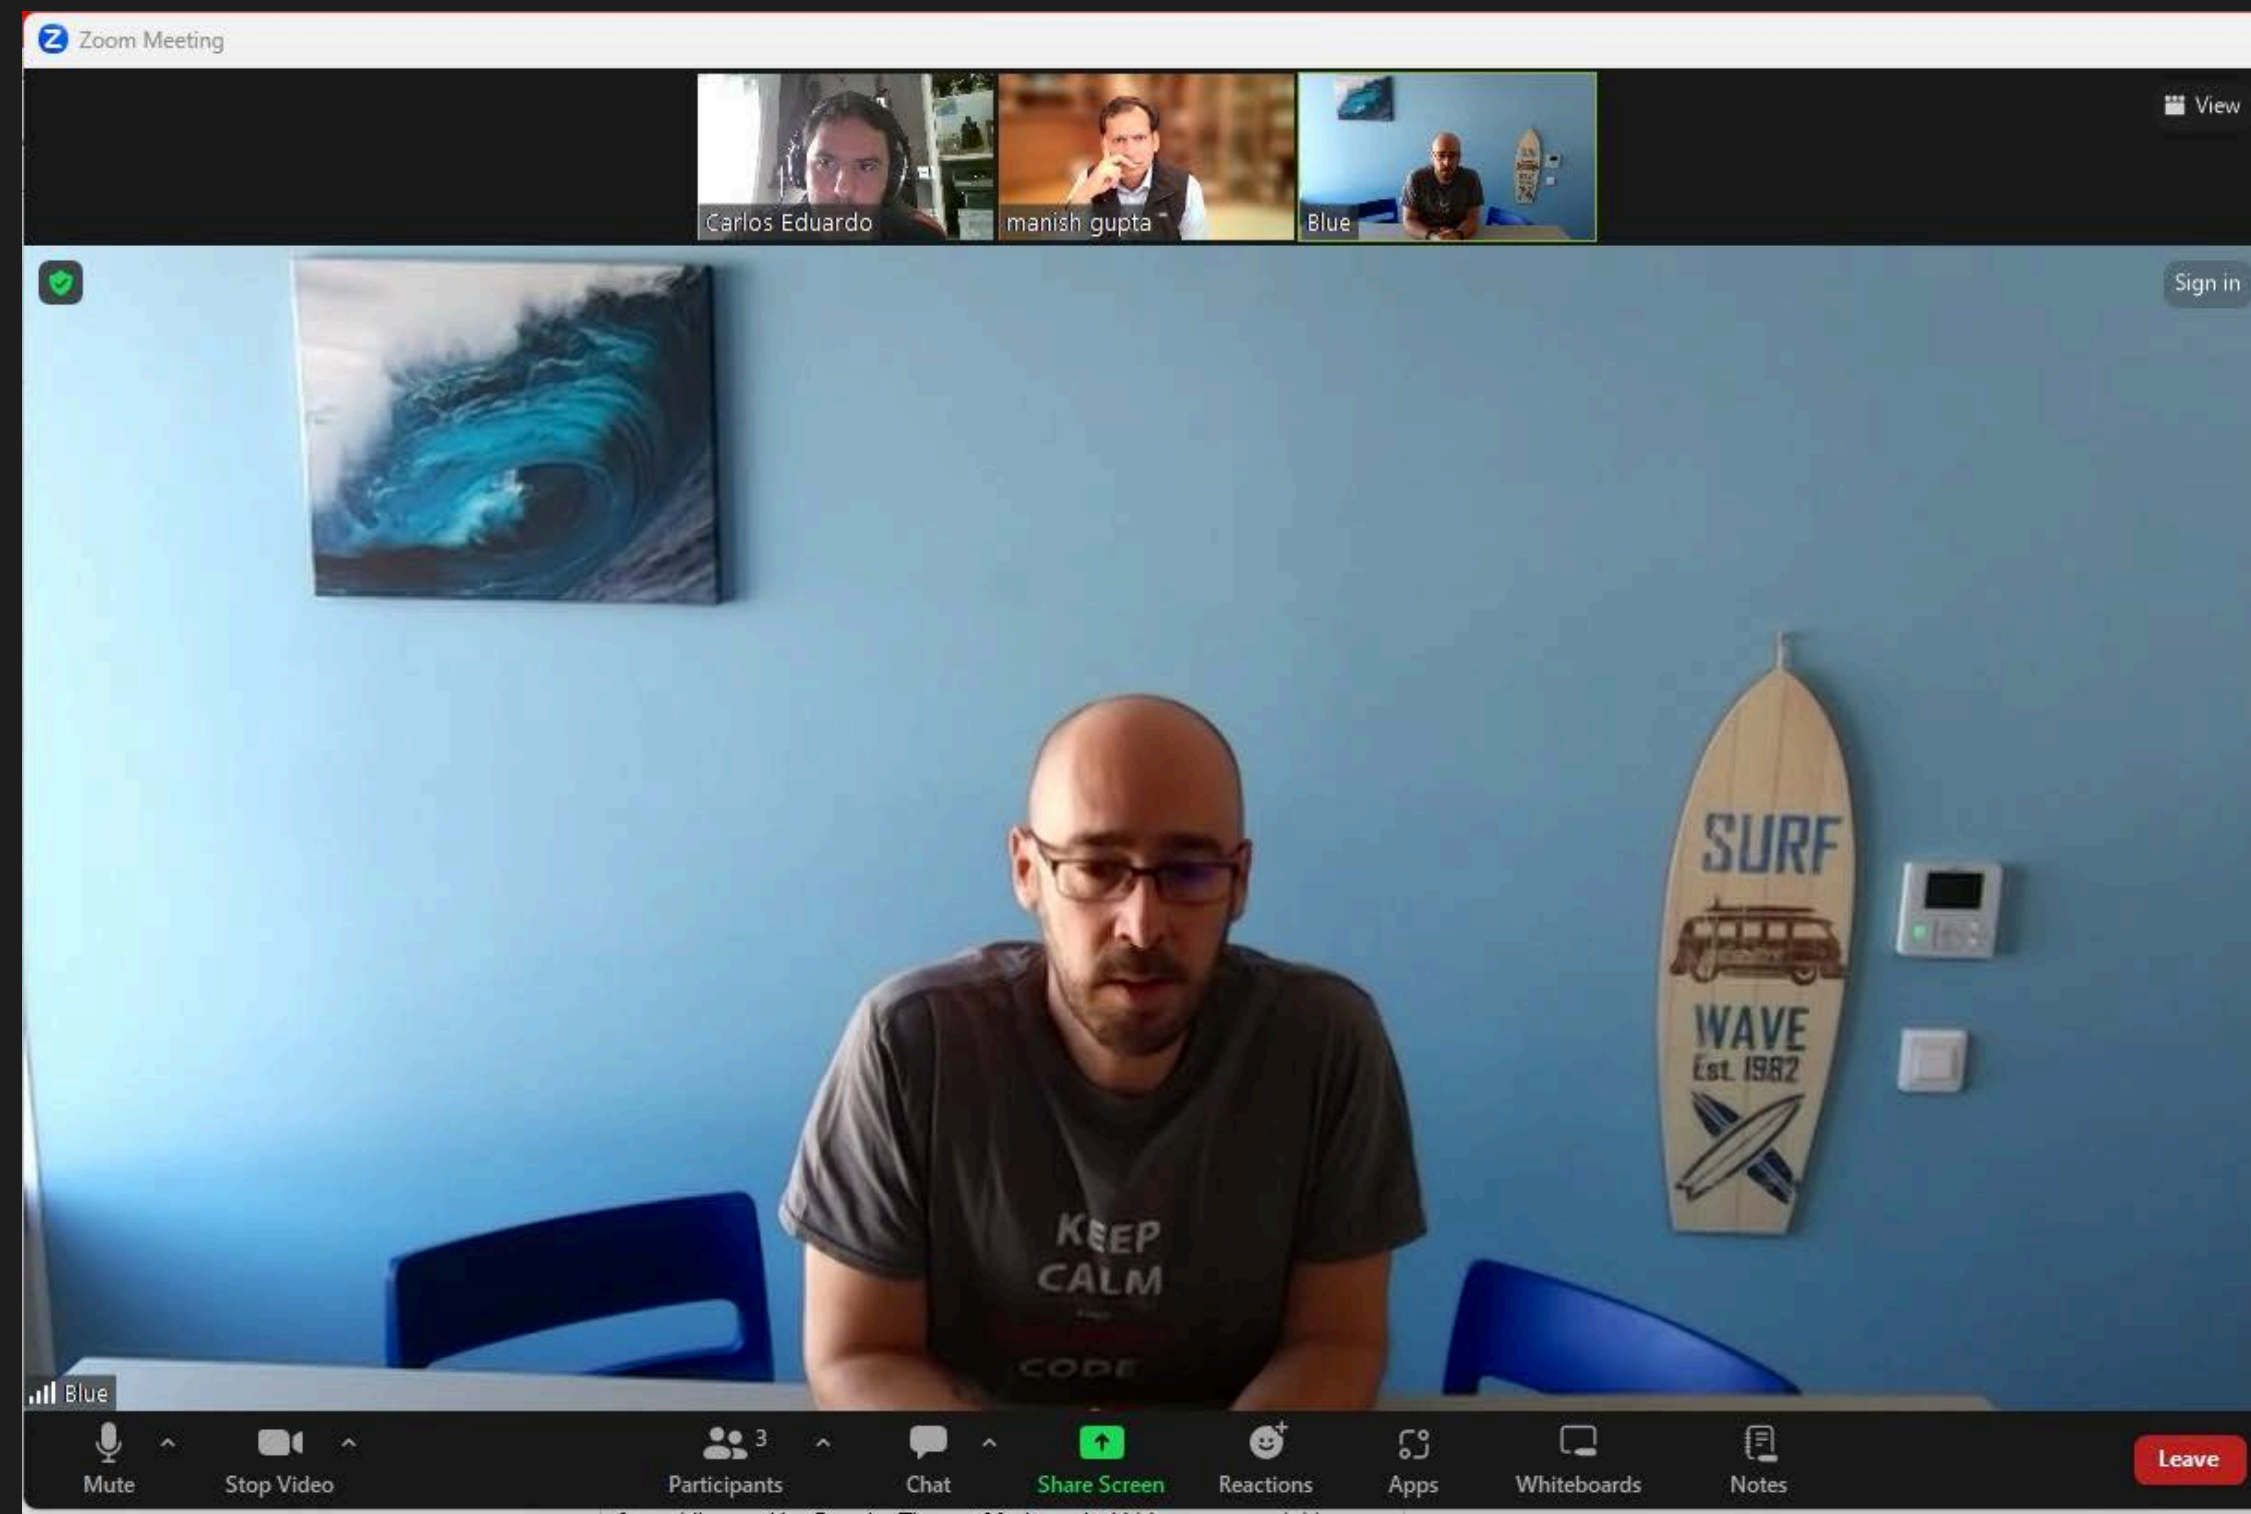 Zoom Meeting
View
Carlos Eduardo
manish gupta
Blue
Sign in
SURF
WAVE
Est. 1982
KEEP
CALM
CODE
Blue
Mute
Stop Video
Participants
3
Chat
Share Screen
Reactions
Apps
Whiteboards
Notes
Leave